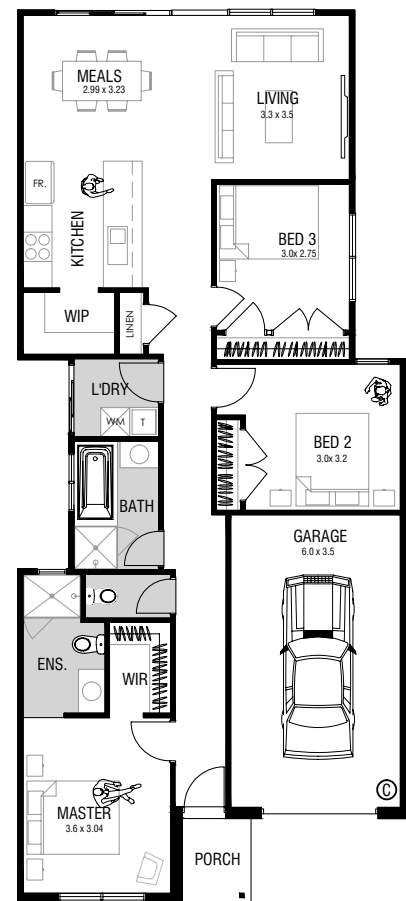 MEALS
2.99 x 3.23
LIVING
3.3 x 3.5
FR.
KITCHEN
BED 3
3.0x 2.75
WIP
LINEN
L'DRY
WM
T
BED 2
3.0x 3.2
BATH
GARAGE
6.0 x 3.5
ENS.
WIR
MASTER
3.6 x 3.04
C
PORCH